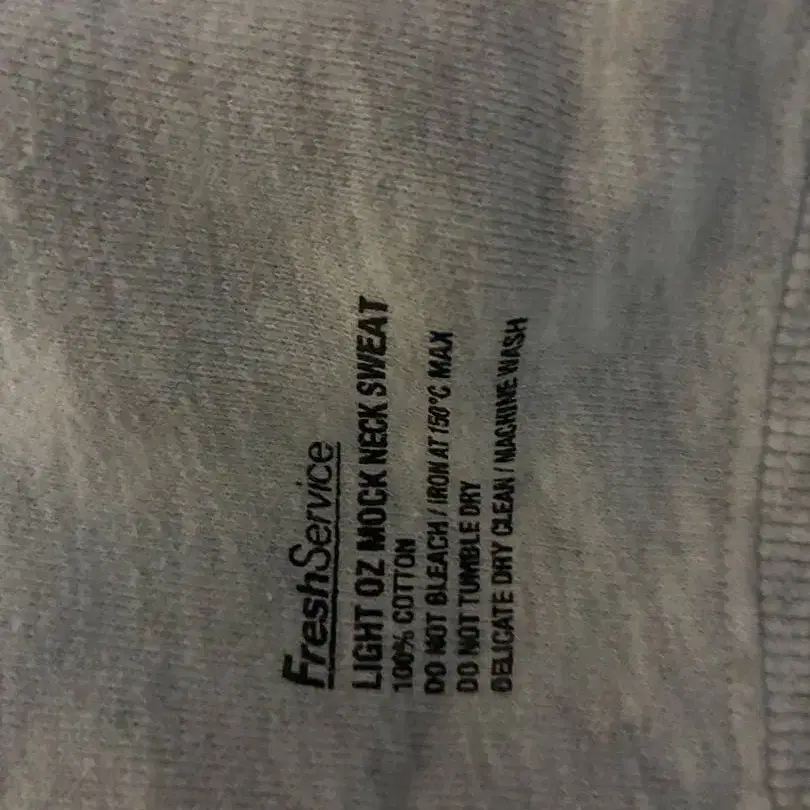 FreshService
LIGHT OZ MOCK NECK SWEAT
100% COTTON
DO NOT BLEACH / IRON AT 150°C MAX
DO NOT TUMBLE DRY
DELICATE DRY CLEAN / MACHINE WASH